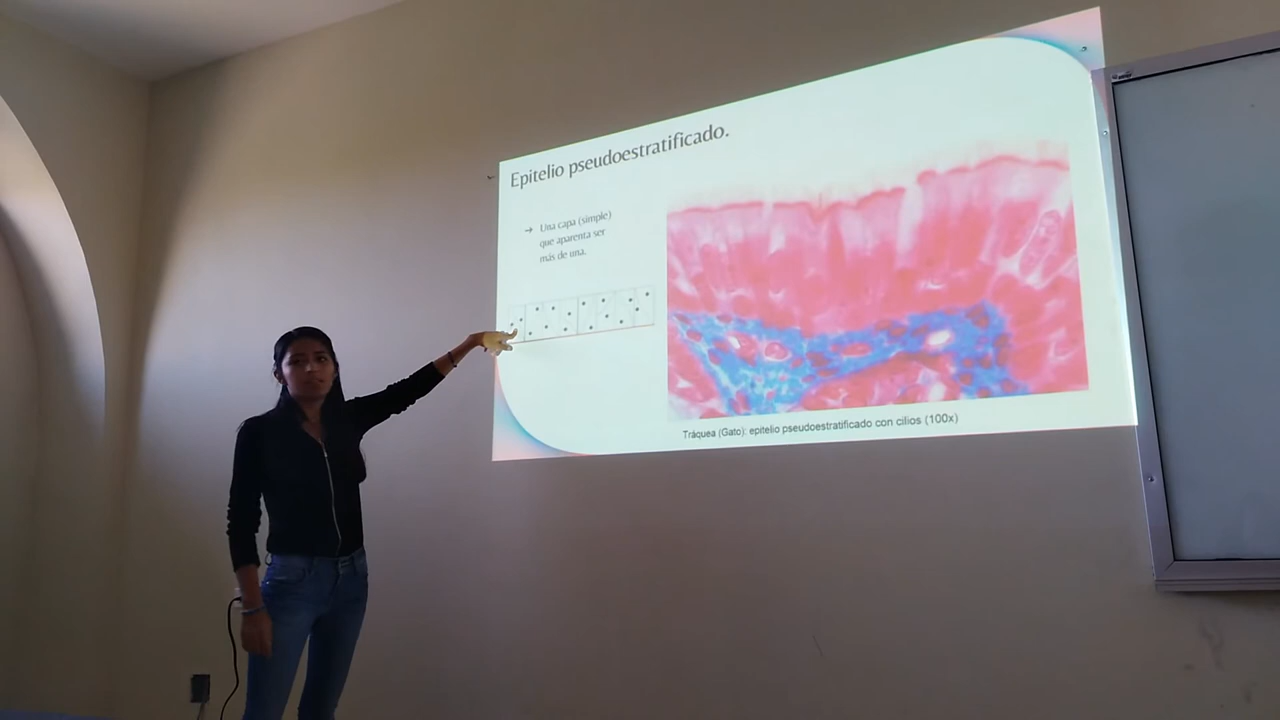 Epitelio pseudoestratificado.
→ Una capa (simple)
que aparenta ser
más de una.
Tráquea (Gato): epitelio pseudoestratificado con cilios (100x)